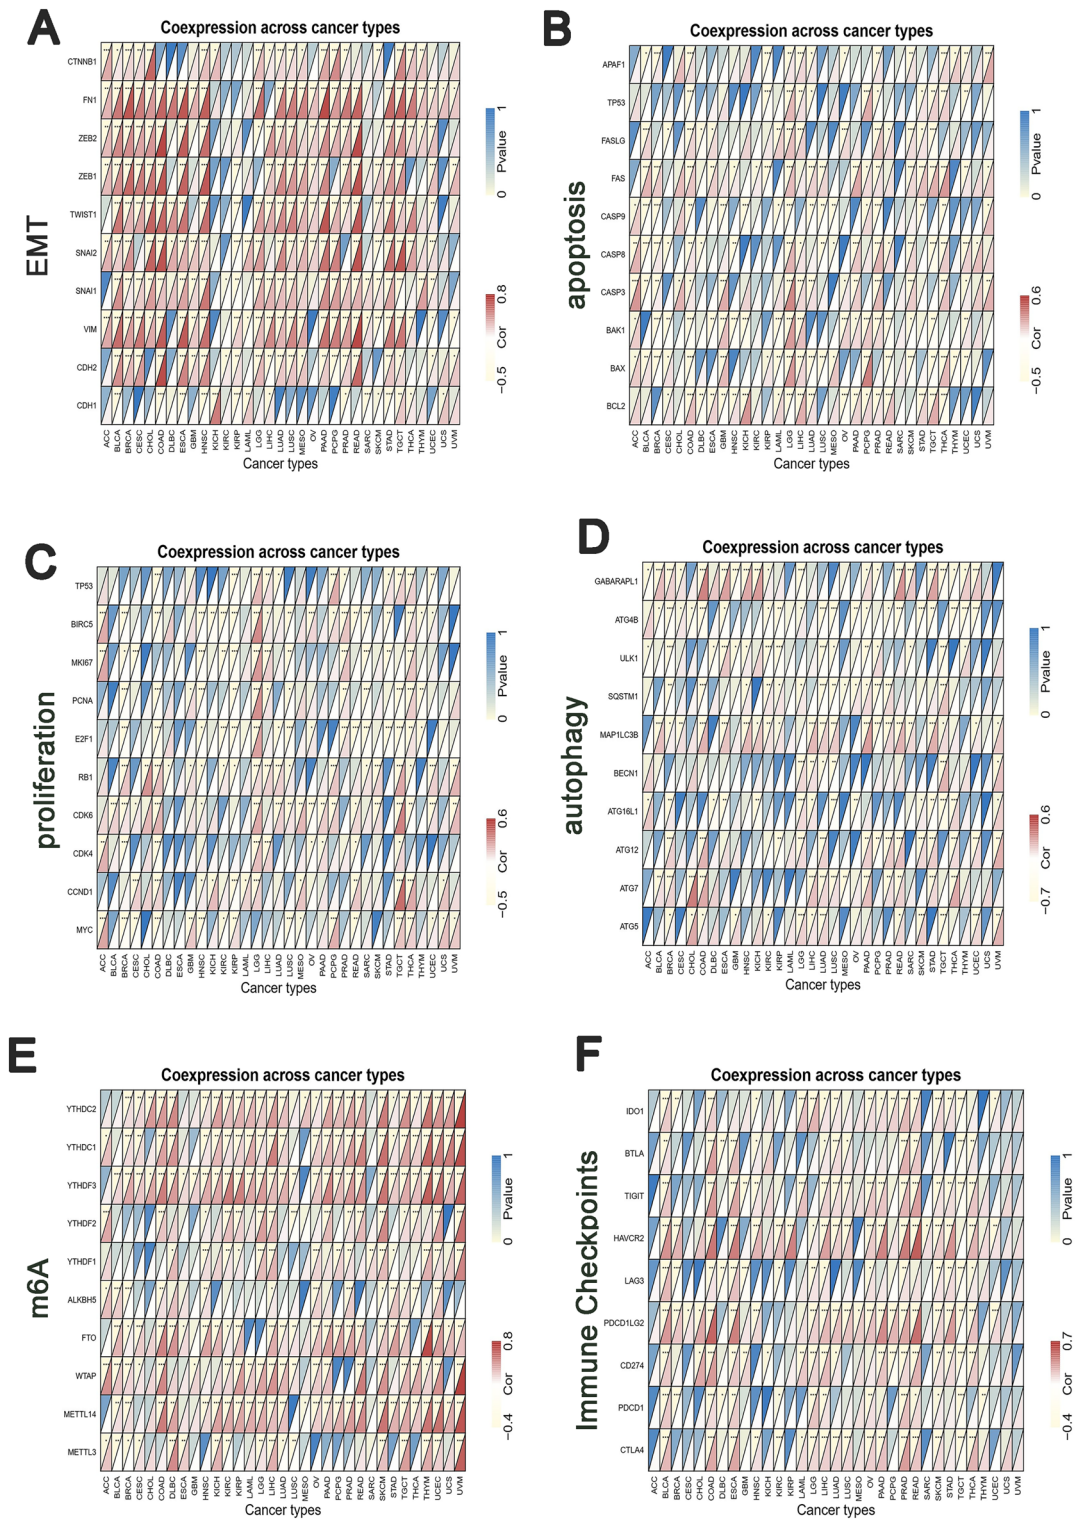 A
Coexpression across cancer types
EMT
CTNNB1
FN1
ZEB2
ZEB1
TWIST1
SNAI2
SNAI1
VIM
CDH2
CDH1
ACC BLCA BRCA CESC CHOL COAD DLBC ESCA GBM HNSC KICH KIRC KIRP LAML LGG LIHC LUAD LUSC MESO OV PAAD PCPG PRAD READ SARC SKCM STAD TGCT THCA THYM UCEC UCS UVM
Cancer types
0 Pvalue 1
−0.5 Cor 0.8
B
Coexpression across cancer types
apoptosis
APAF1
TP53
FASLG
FAS
CASP9
CASP8
CASP3
BAK1
BAX
BCL2
ACC BLCA BRCA CESC CHOL COAD DLBC ESCA GBM HNSC KICH KIRC KIRP LAML LGG LIHC LUAD LUSC MESO OV PAAD PCPG PRAD READ SARC SKCM STAD TGCT THCA THYM UCEC UCS UVM
Cancer types
0 Pvalue 1
−0.5 Cor 0.6
C
Coexpression across cancer types
proliferation
TP53
BIRC5
MKI67
PCNA
E2F1
RB1
CDK6
CDK4
CCND1
MYC
ACC BLCA BRCA CESC CHOL COAD DLBC ESCA GBM HNSC KICH KIRC KIRP LAML LGG LIHC LUAD LUSC MESO OV PAAD PCPG PRAD READ SARC SKCM STAD TGCT THCA THYM UCEC UCS UVM
Cancer types
0 Pvalue 1
−0.5 Cor 0.6
D
Coexpression across cancer types
autophagy
GABARAPL1
ATG4B
ULK1
SQSTM1
MAP1LC3B
BECN1
ATG16L1
ATG12
ATG7
ATG5
ACC BLCA BRCA CESC CHOL COAD DLBC ESCA GBM HNSC KICH KIRC KIRP LAML LGG LIHC LUAD LUSC MESO OV PAAD PCPG PRAD READ SARC SKCM STAD TGCT THCA THYM UCEC UCS UVM
Cancer types
0 Pvalue 1
−0.7 Cor 0.6
E
Coexpression across cancer types
m6A
YTHDC2
YTHDC1
YTHDF3
YTHDF2
YTHDF1
ALKBH5
FTO
WTAP
METTL14
METTL3
ACC BLCA BRCA CESC CHOL COAD DLBC ESCA GBM HNSC KICH KIRC KIRP LAML LGG LIHC LUAD LUSC MESO OV PAAD PCPG PRAD READ SARC SKCM STAD TGCT THCA THYM UCEC UCS UVM
Cancer types
0 Pvalue 1
−0.4 Cor 0.8
F
Coexpression across cancer types
Immune Checkpoints
IDO1
BTLA
TIGIT
HAVCR2
LAG3
PDCD1LG2
CD274
PDCD1
CTLA4
ACC BLCA BRCA CESC CHOL COAD DLBC ESCA GBM HNSC KICH KIRC KIRP LAML LGG LIHC LUAD LUSC MESO OV PAAD PCPG PRAD READ SARC SKCM STAD TGCT THCA THYM UCEC UCS UVM
Cancer types
0 Pvalue 1
−0.4 Cor 0.7